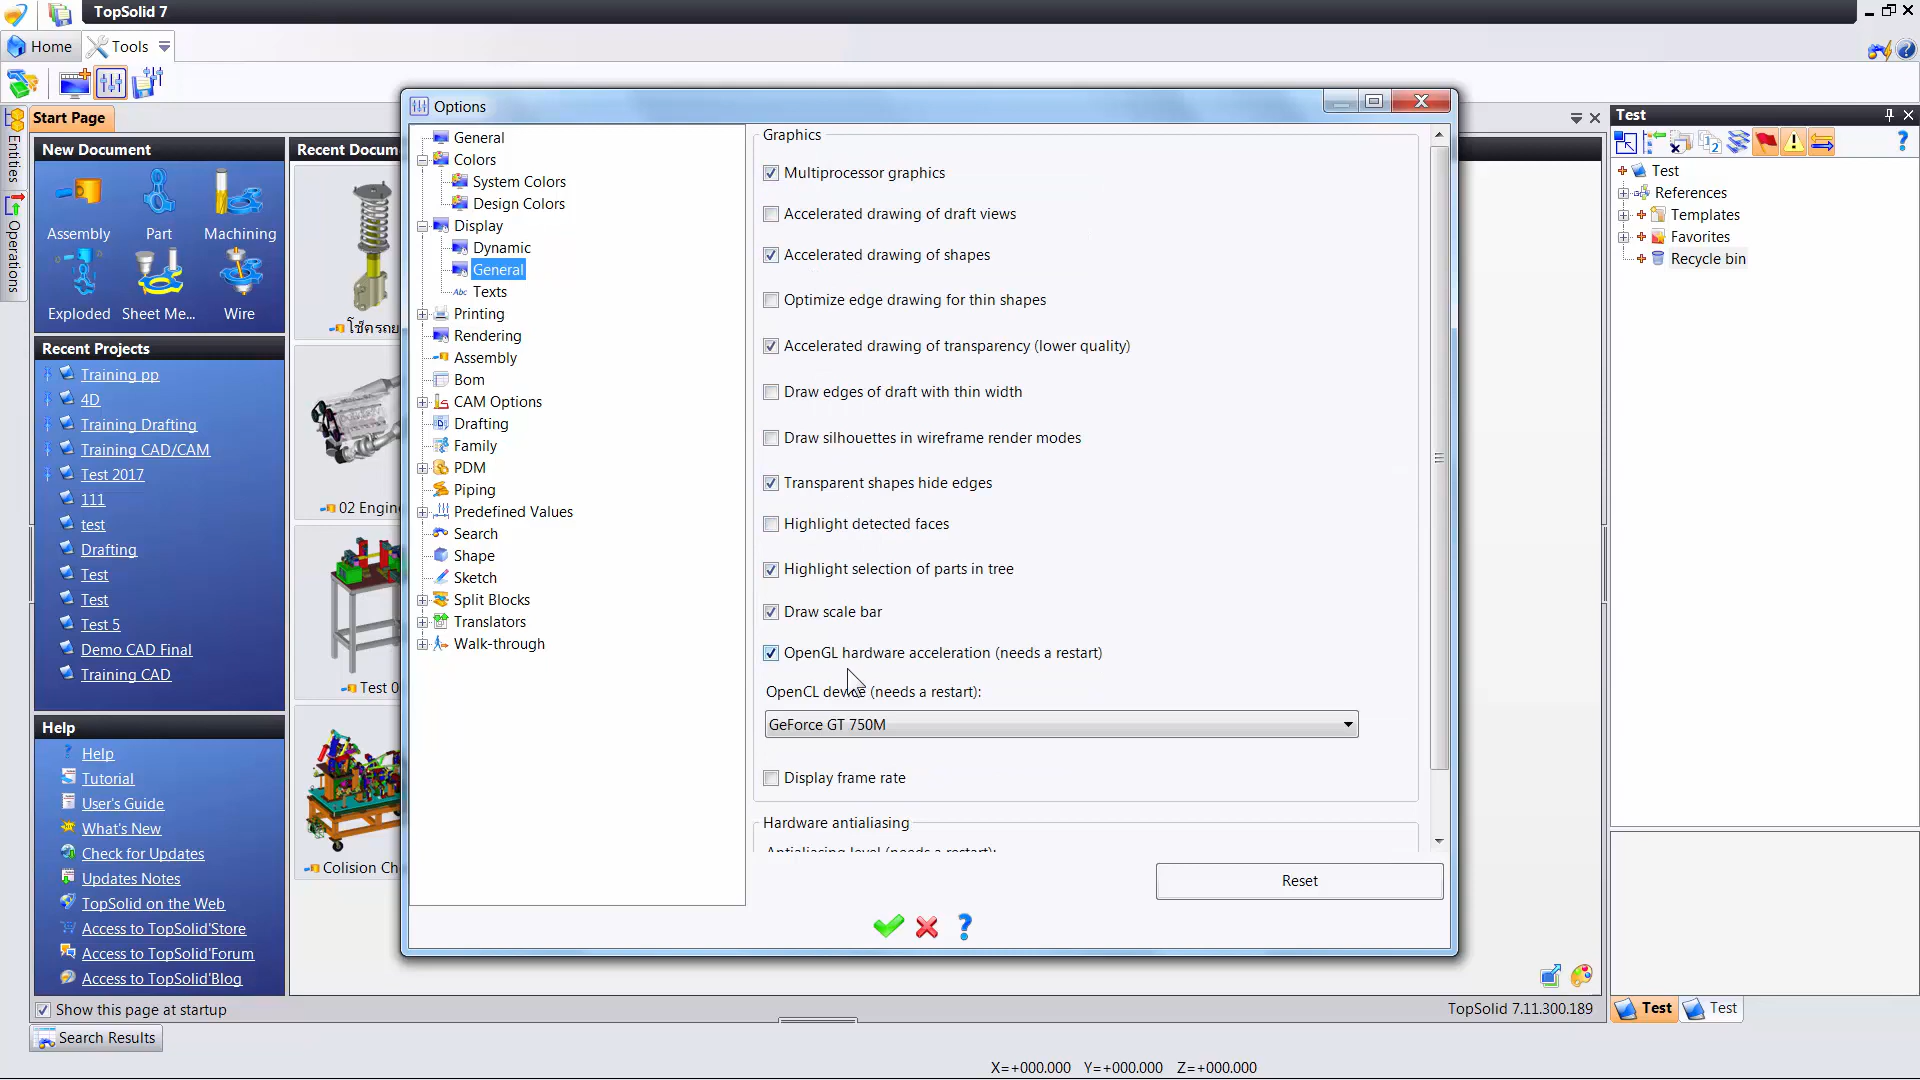 TopSolid 7
Home
Tools
Entities
Operations
Start Page
New Document
Assembly
Part
Machining
Exploded
Sheet Me...
Wire
Recent Projects
Training pp
4D
Training Drafting
Training CAD/CAM
Test 2017
111
test
Drafting
Test
Test
Test 5
Demo CAD Final
Training CAD
Help
Help
Tutorial
User's Guide
What's New
Check for Updates
Updates Notes
TopSolid on the Web
Access to TopSolid'Store
Access to TopSolid'Forum
Access to TopSolid'Blog
Show this page at startup
Search Results
Recent Docum
02 Engin
Test 0
Colision Ch
Options
General
Colors
System Colors
Design Colors
Display
Dynamic
General
Abc Texts
Printing
Rendering
Assembly
Bom
CAM Options
Drafting
Family
PDM
Piping
Predefined Values
Search
Shape
Sketch
Split Blocks
Translators
Walk-through
Graphics
Multiprocessor graphics
Accelerated drawing of draft views
Accelerated drawing of shapes
Optimize edge drawing for thin shapes
Accelerated drawing of transparency (lower quality)
Draw edges of draft with thin width
Draw silhouettes in wireframe render modes
Transparent shapes hide edges
Highlight detected faces
Highlight selection of parts in tree
Draw scale bar
OpenGL hardware acceleration (needs a restart)
OpenCL device (needs a restart):
GeForce GT 750M
Display frame rate
Hardware antialiasing
Antialiasing level (needs a restart):
Reset
Test
Test
References
Templates
Favorites
Recycle bin
TopSolid 7.11.300.189
Test
Test
X=+000.000 Y=+000.000 Z=+000.000